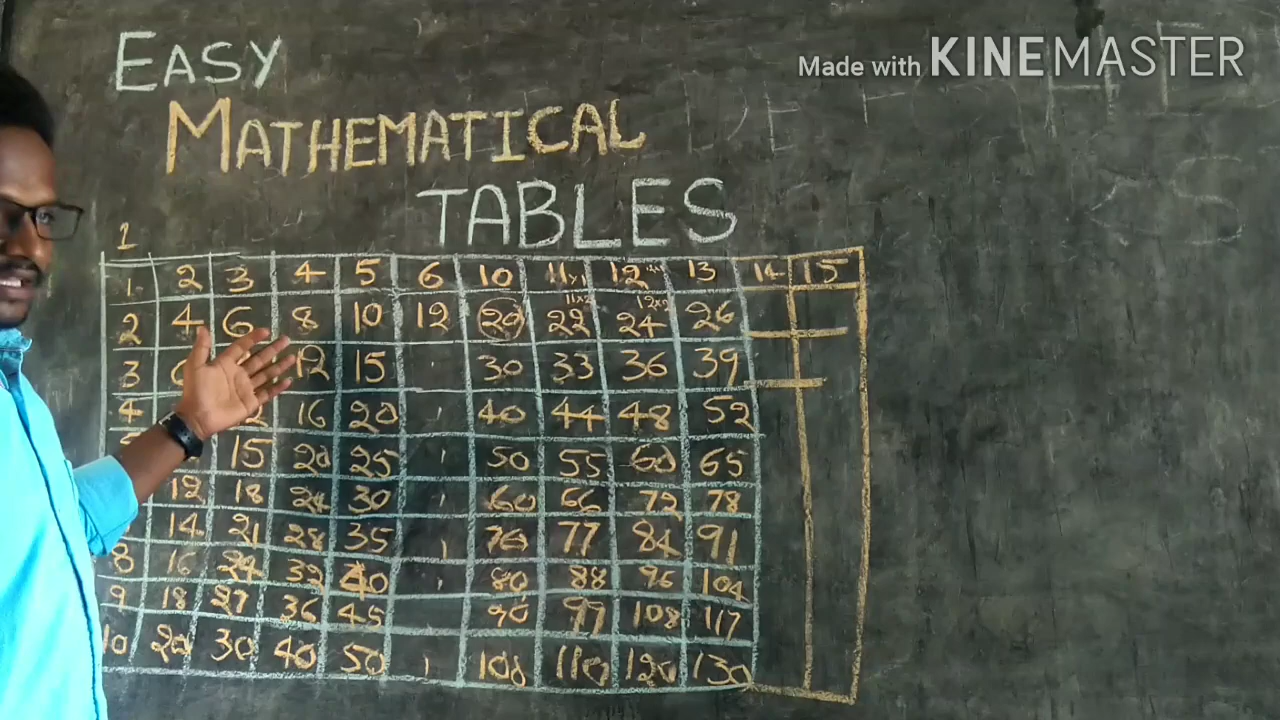 EASY
Made with KINEMASTER
MATHEMATICAL
TABLES
1
1 2 3 4 5 6 10 11x1 12 13 14 15
2 4 6 8 10 12 20 11x2 22 12x2 24 26
3 12 15 30 33 36 39
4 16 20 40 44 48 52
15 20 25 50 55 60 65
12 18 24 30 60 66 72 78
14 21 28 35 70 77 84 91
8 16 24 32 40 80 88 96 104
9 18 27 36 45 90 99 108 117
10 20 30 40 50 100 110 120 130